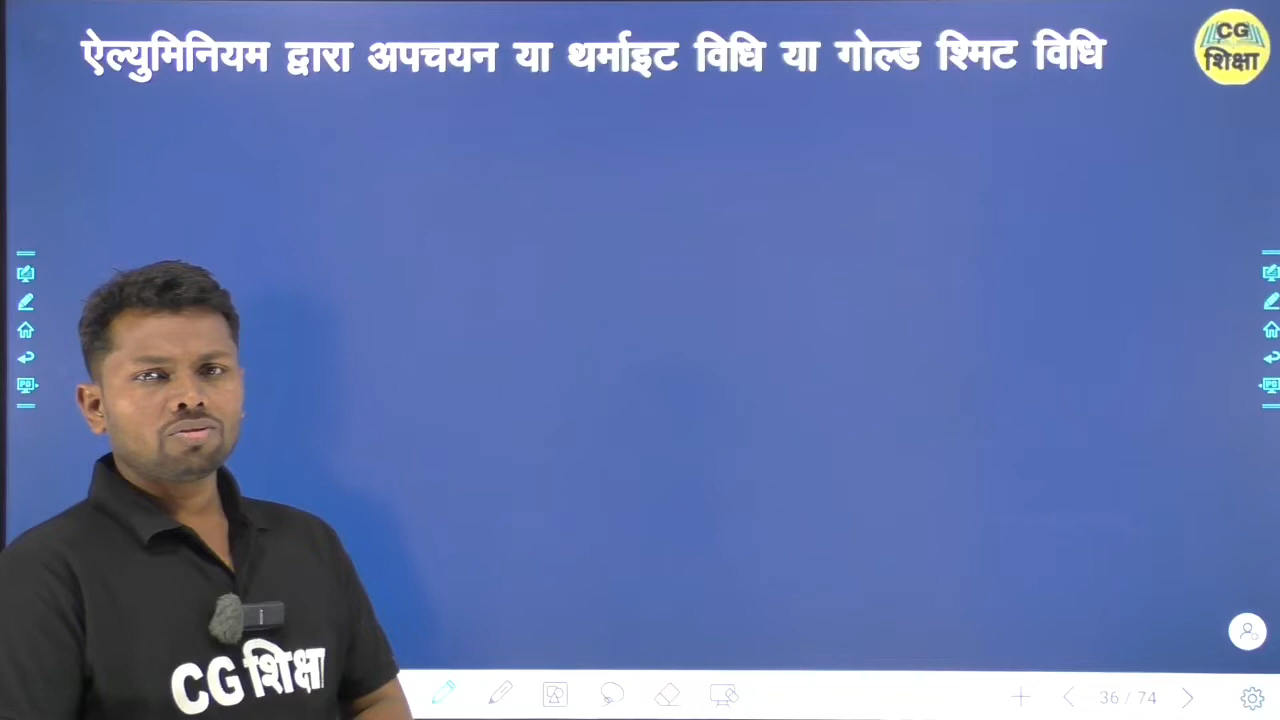 ऐल्युमिनियम द्वारा अपचयन या थर्माइट विधि या गोल्ड श्मिट विधि
CG
शिक्षा
CG शिक्षा
36 / 74